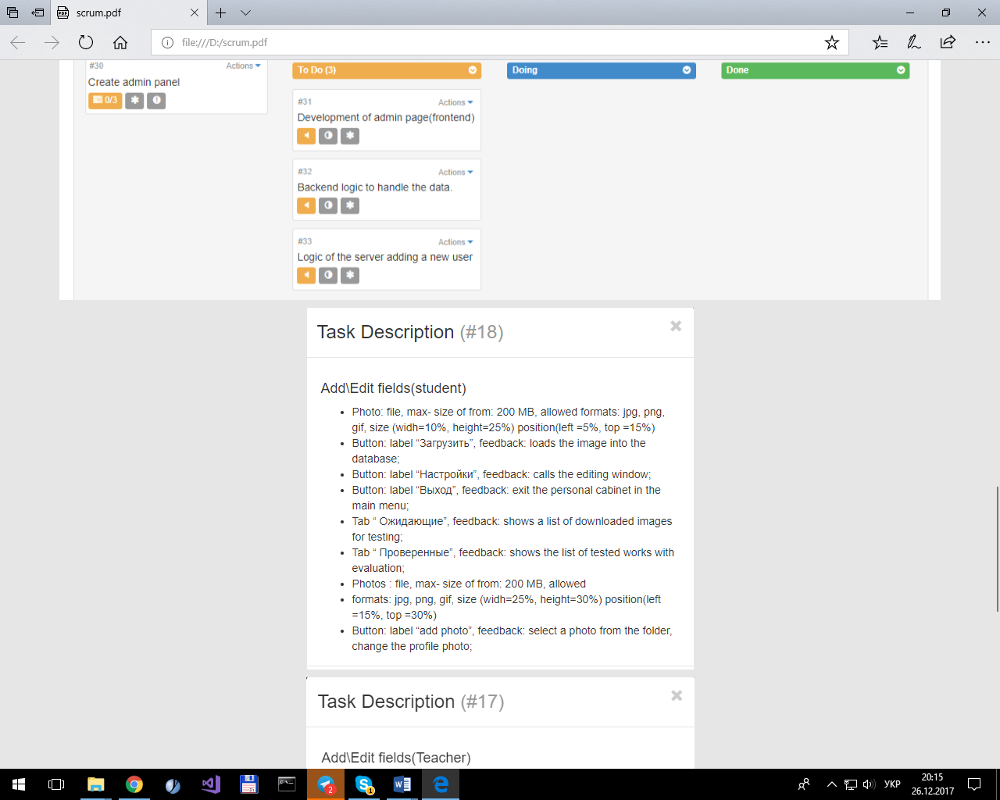 scrum.pdf
file:///D:/scrum.pdf
#30 Actions
Create admin panel
0/3
To Do (3)
Doing
Done
#31 Actions
Development of admin page(frontend)
#32 Actions
Backend logic to handle the data.
#33 Actions
Logic of the server adding a new user
Task Description (#18)
Add\Edit fields(student)
• Photo: file, max- size of from: 200 MB, allowed formats: jpg, png,
gif, size (widh=10%, height=25%) position(left =5%, top =15%)
• Button: label “Загрузить”, feedback: loads the image into the
database;
• Button: label “Настройки”, feedback: calls the editing window;
• Button: label “Выход”, feedback: exit the personal cabinet in the
main menu;
• Tab “ Ожидающие”, feedback: shows a list of downloaded images
for testing;
• Tab “ Проверенные”, feedback: shows the list of tested works with
evaluation;
• Photos : file, max- size of from: 200 MB, allowed
• formats: jpg, png, gif, size (widh=25%, height=30%) position(left
=15%, top =30%)
• Button: label “add photo”, feedback: select a photo from the folder,
change the profile photo;
Task Description (#17)
Add\Edit fields(Teacher)
2
1
УКР
20:15
26.12.2017